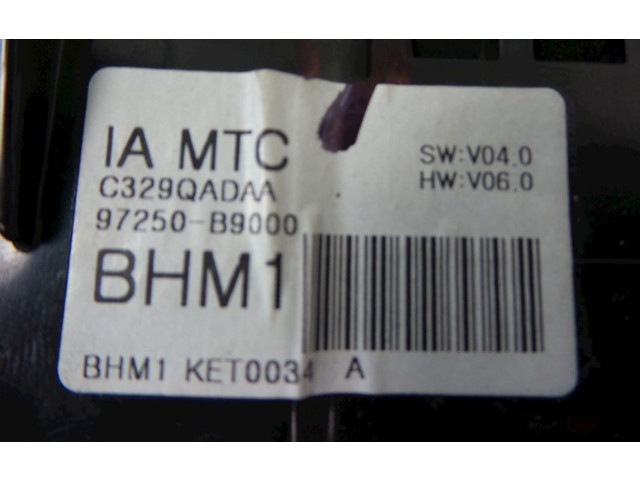 IA MTC
SW:V04.0
C329QADAA
HW:V06.0
97250-B9000
BHM1
BHM1 KET0034 A